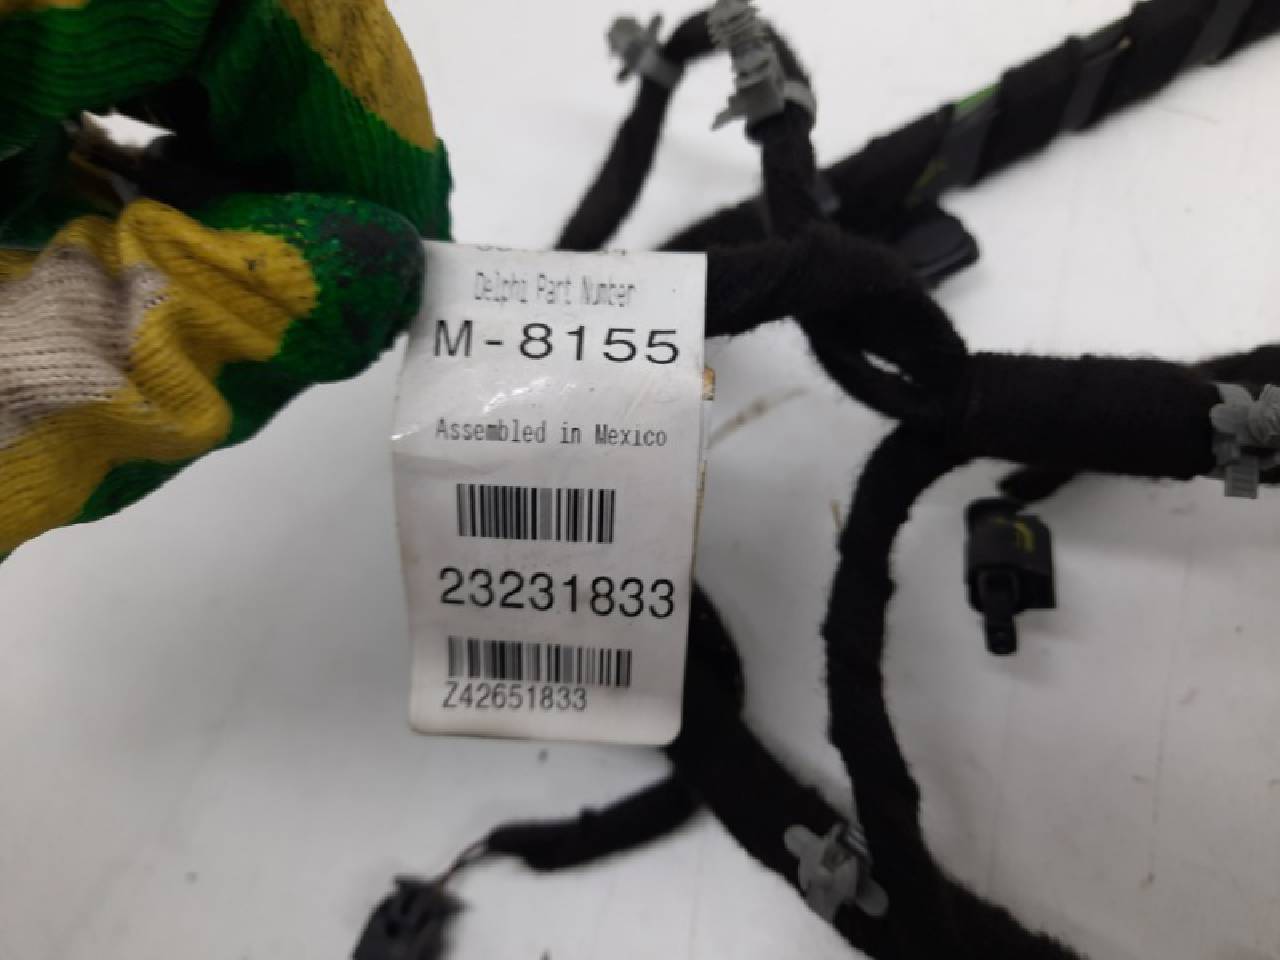 Delphi Part Number
M-8155
Assembled in Mexico
23231833
Z42651833